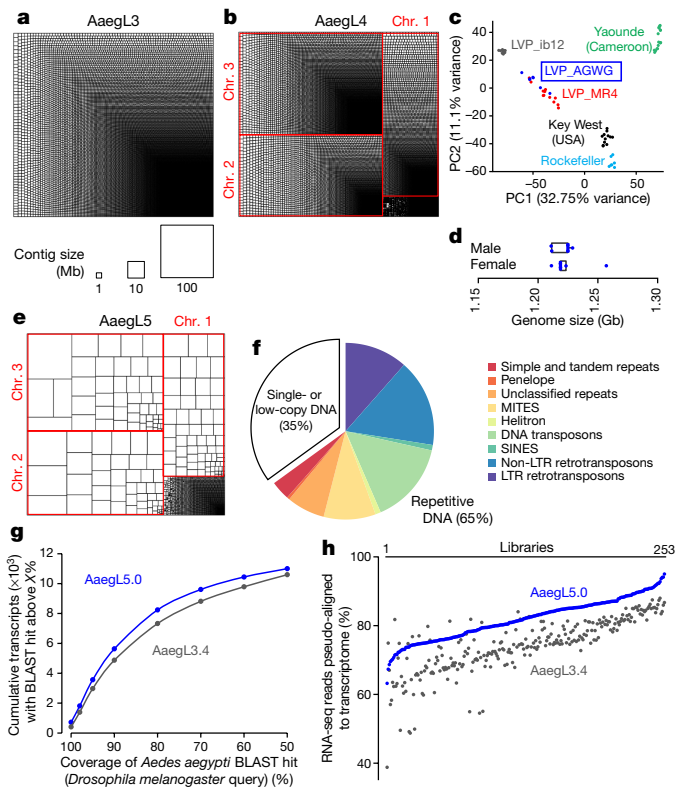 a
AaegL3
Contig size
(Mb)
1
10
100
b
AaegL4
Chr. 1
Chr. 3
Chr. 2
c
PC2 (11.1% variance)
40
20
0
−20
−40
−60
−50
0
50
PC1 (32.75% variance)
LVP_ib12
Yaounde
(Cameroon)
LVP_AGWG
LVP_MR4
Key West
(USA)
Rockefeller
d
Male
Female
1.15
1.20
1.25
1.30
Genome size (Gb)
e
AaegL5
Chr. 1
Chr. 3
Chr. 2
f
Single- or
low-copy DNA
(35%)
Repetitive
DNA (65%)
Simple and tandem repeats
Penelope
Unclassified repeats
MITES
Helitron
DNA transposons
SINES
Non-LTR retrotransposons
LTR retrotransposons
g
Cumulative transcripts (×10³)
with BLAST hit above X%
12
10
8
6
4
2
0
AaegL5.0
AaegL3.4
100
90
80
70
60
50
Coverage of Aedes aegypti BLAST hit
(Drosophila melanogaster query) (%)
h
1
Libraries
253
RNA-seq reads pseudo-aligned
to transcriptome (%)
100
80
60
40
AaegL5.0
AaegL3.4